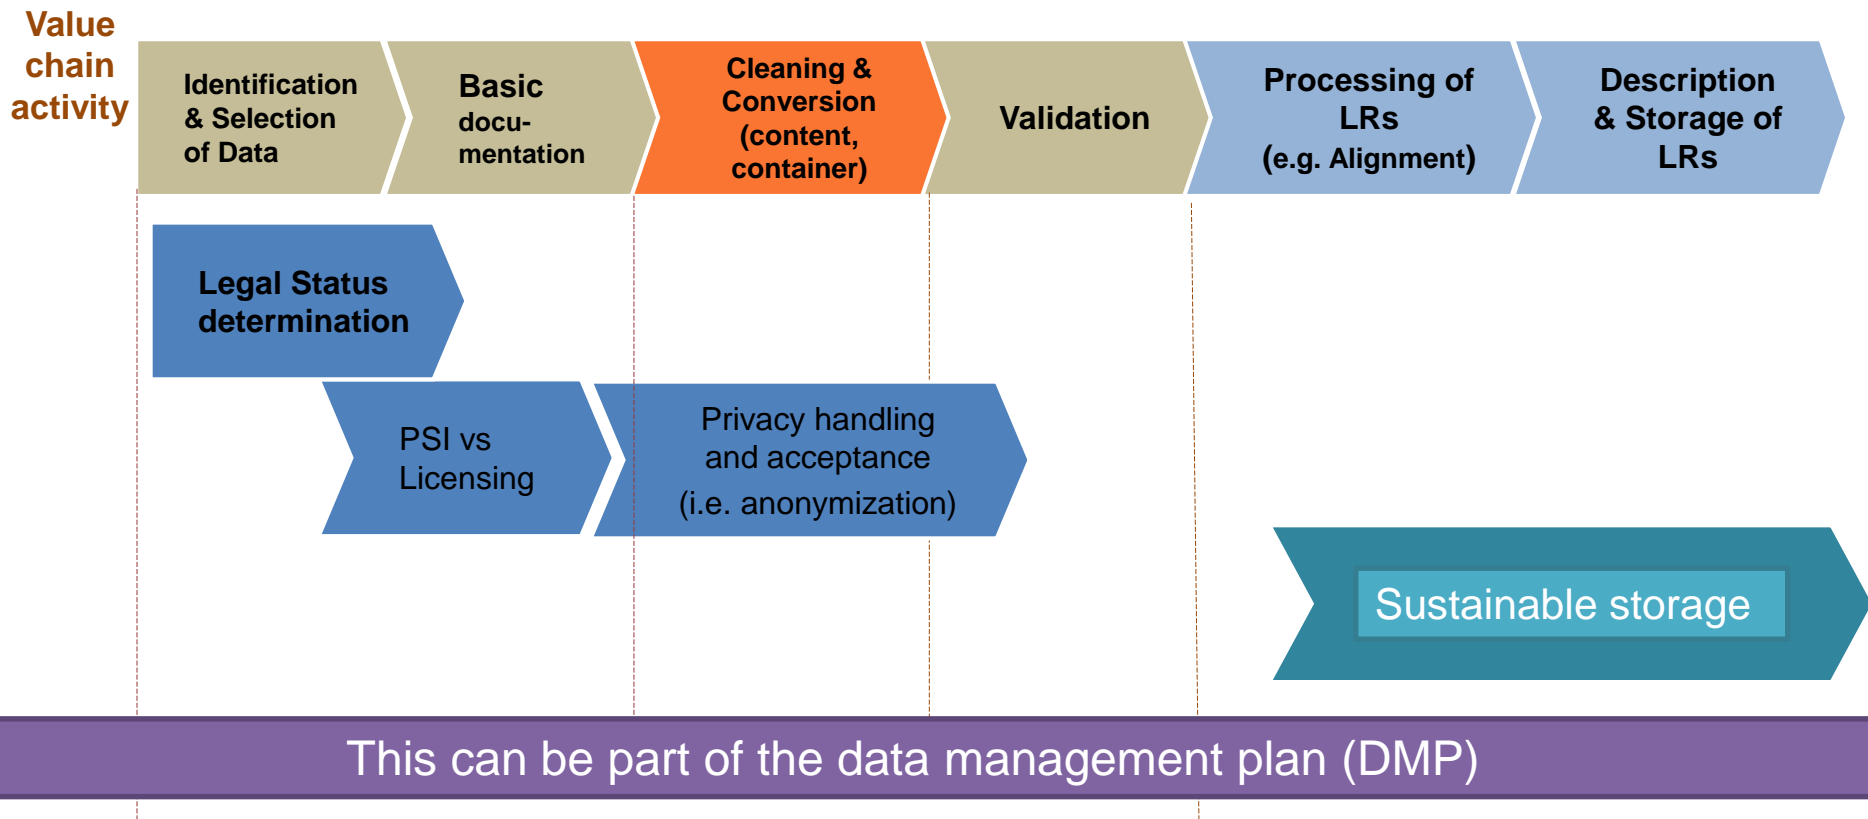 Value
chain
activity
Identification
& Selection
of Data
Basic
docu-
mentation
Cleaning &
Conversion
(content,
container)
Validation
Processing of
LRs
(e.g. Alignment)
Description
& Storage of
LRs
Legal Status
determination
PSI vs
Licensing
Privacy handling
and acceptance
(i.e. anonymization)
Sustainable storage
This can be part of the data management plan (DMP)